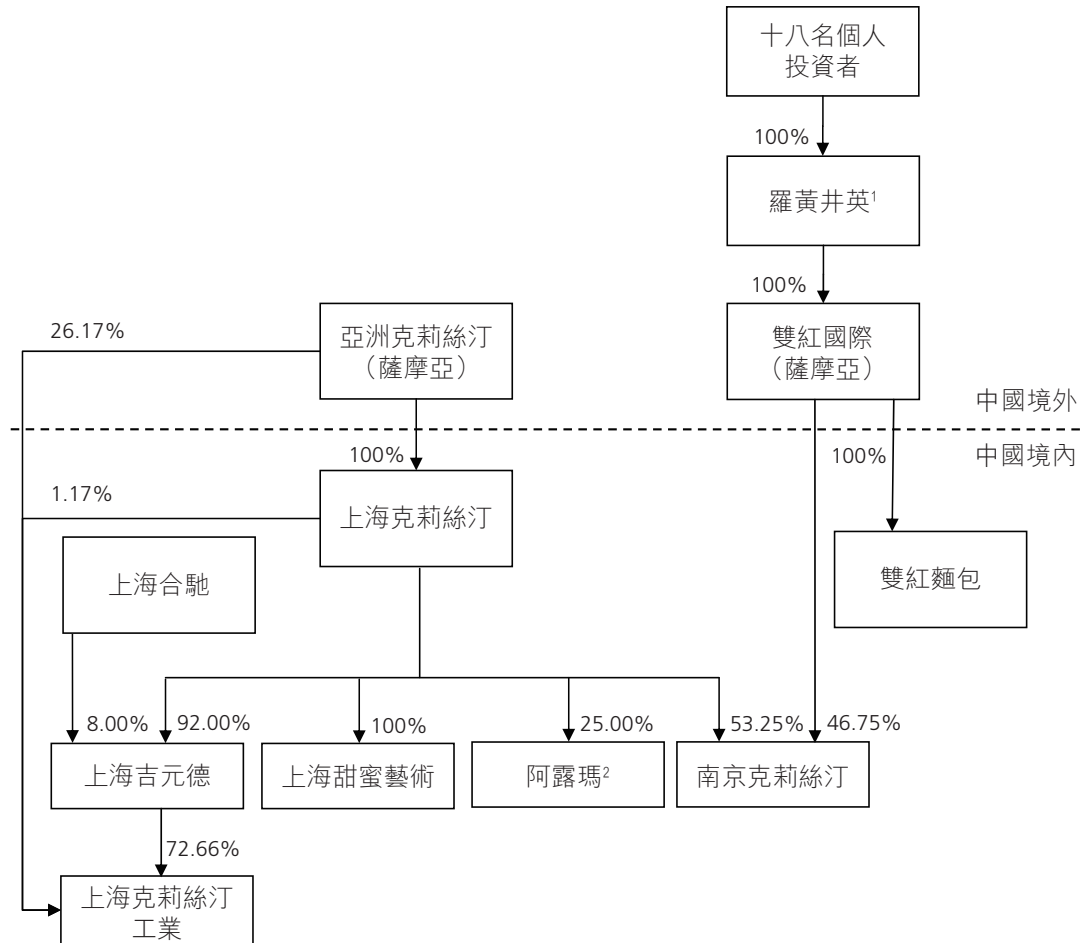 十八名個人
投資者
100%
羅黃井英¹
100%
26.17%
亞洲克莉絲汀
（薩摩亞）
雙紅國際
（薩摩亞）
中國境外
100%
100%
中國境內
1.17%
上海克莉絲汀
上海合馳
雙紅麵包
8.00%
92.00%
100%
25.00%
53.25%
46.75%
上海吉元德
上海甜蜜藝術
阿露瑪²
南京克莉絲汀
72.66%
上海克莉絲汀
工業